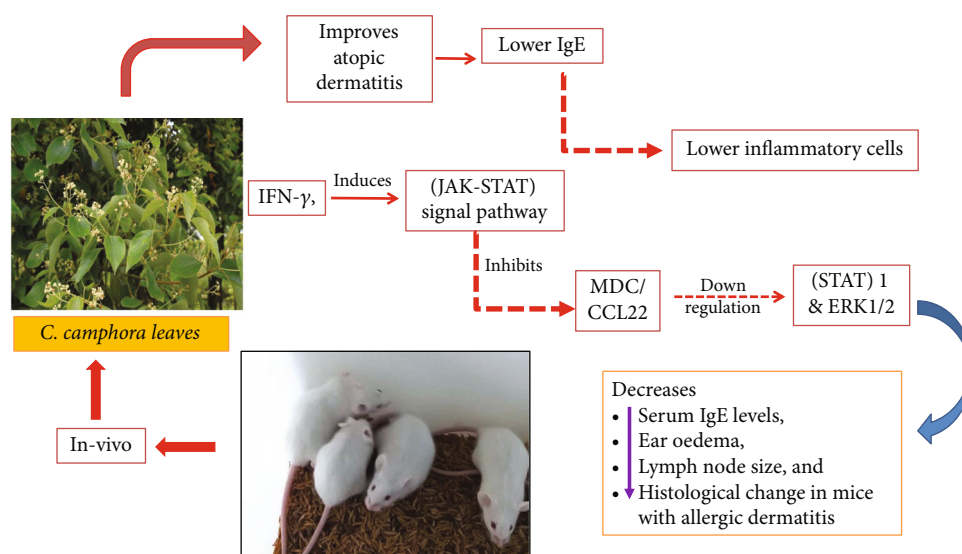 Improves
atopic
dermatitis
Lower IgE
Lower inflammatory cells
IFN-γ,
Induces
(JAK-STAT)
signal pathway
Inhibits
MDC/
CCL22
Down
regulation
(STAT) 1
& ERK1/2
C. camphora leaves
In-vivo
Decreases
• Serum IgE levels,
• Ear oedema,
• Lymph node size, and
• Histological change in mice
with allergic dermatitis